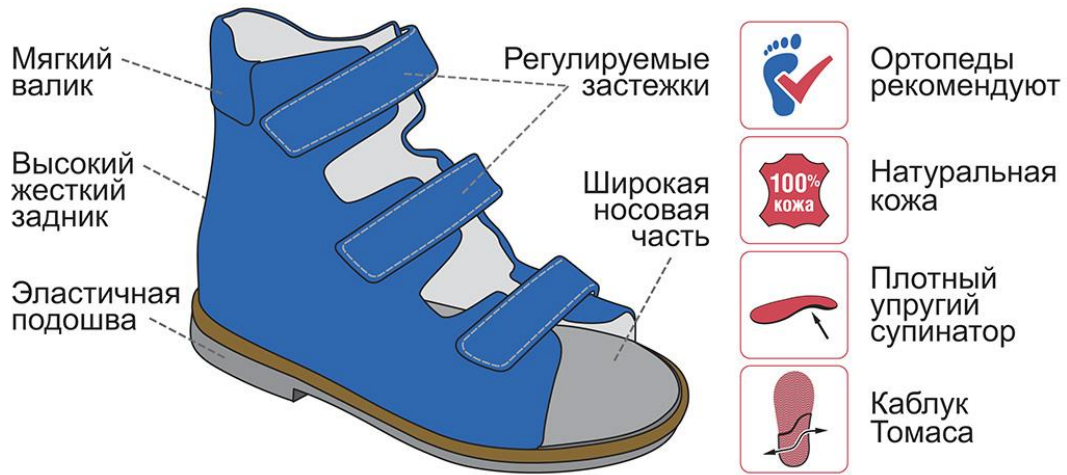 Мягкий
валик
Высокий
жесткий
задник
Эластичная
подошва
Регулируемые
застежки
Широкая
носовая
часть
Ортопеды
рекомендуют
100%
кожа
Натуральная
кожа
Плотный
упругий
супинатор
Каблук
Томаса